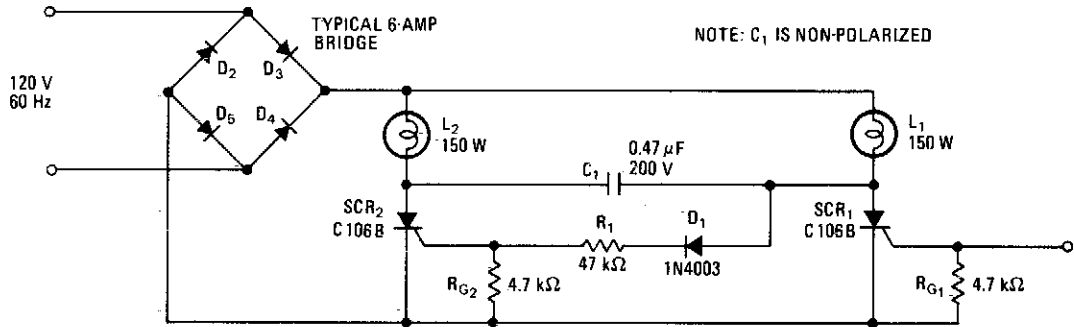 TYPICAL 6-AMP
BRIDGE
NOTE: C1 IS NON-POLARIZED
120 V
60 Hz
D2
D3
D5
D4
L2
150 W
L1
150 W
0.47 μF
200 V
C1
SCR2
C106B
R1
47 kΩ
D1
1N4003
SCR1
C106B
RG2
4.7 kΩ
RG1
4.7 kΩ